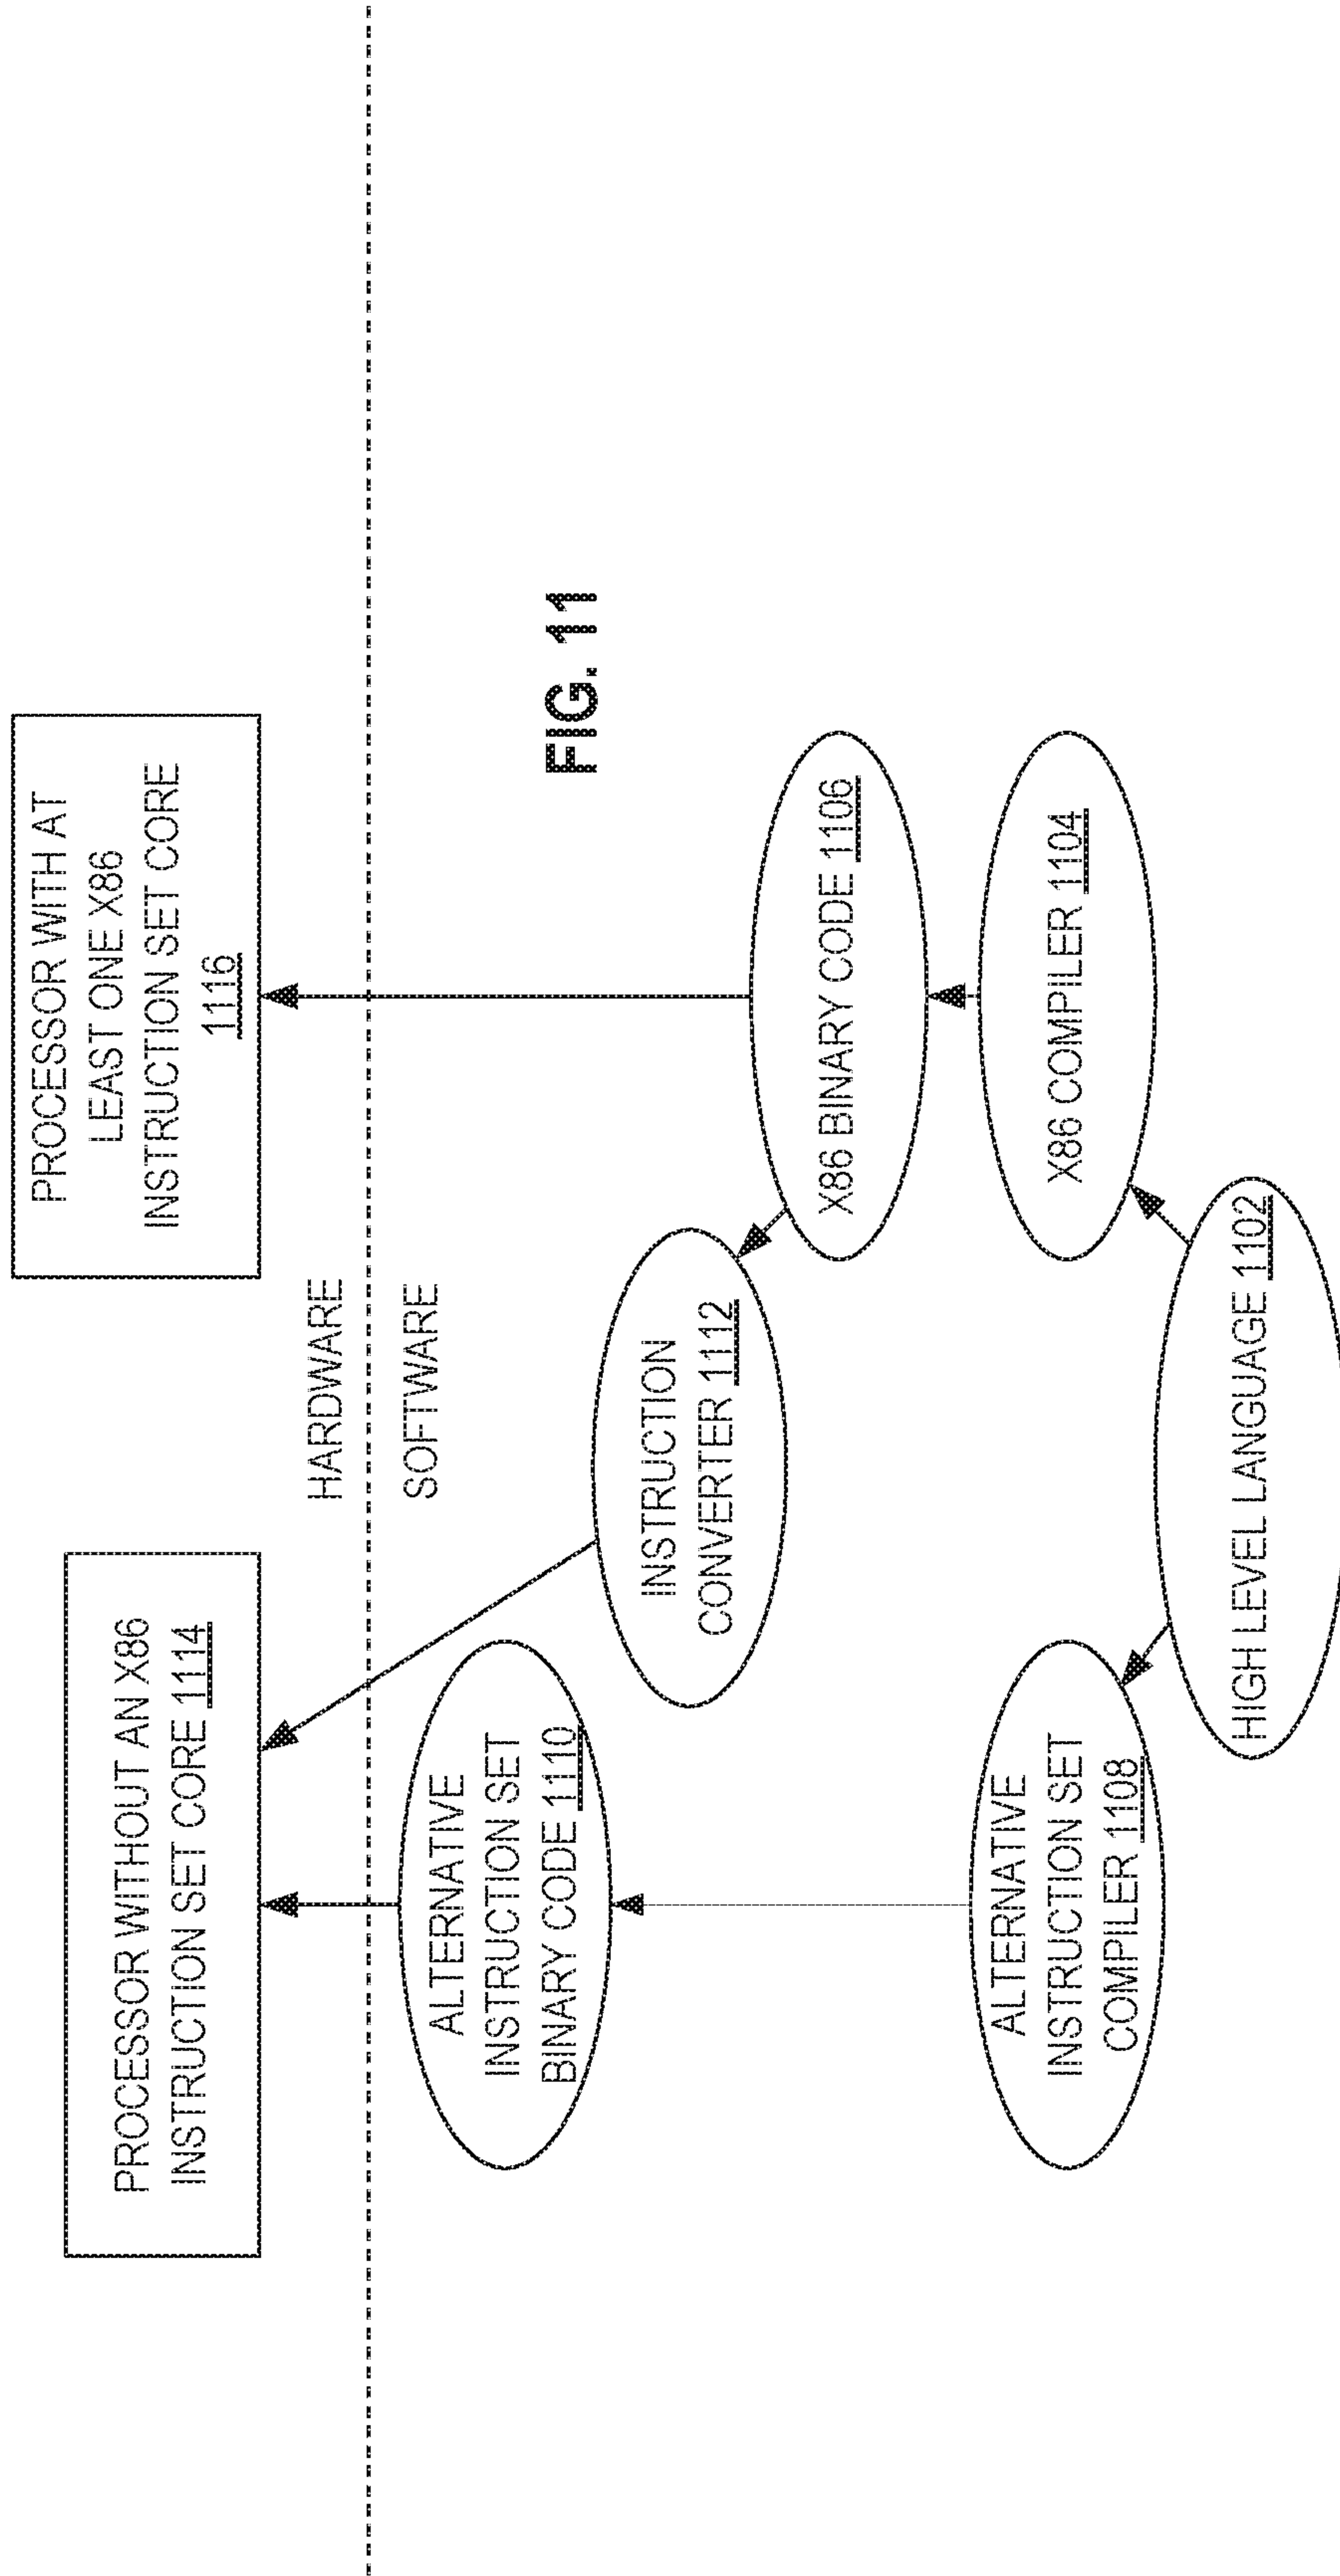 PROCESSOR WITHOUT AN X86
INSTRUCTION SET CORE 1114
PROCESSOR WITH AT
LEAST ONE X86
INSTRUCTION SET CORE
1116
HARDWARE
SOFTWARE
ALTERNATIVE
INSTRUCTION SET
BINARY CODE 1110
INSTRUCTION
CONVERTER 1112
FIG. 11
X86 BINARY CODE 1106
ALTERNATIVE
INSTRUCTION SET
COMPILER 1108
X86 COMPILER 1104
HIGH LEVEL LANGUAGE 1102